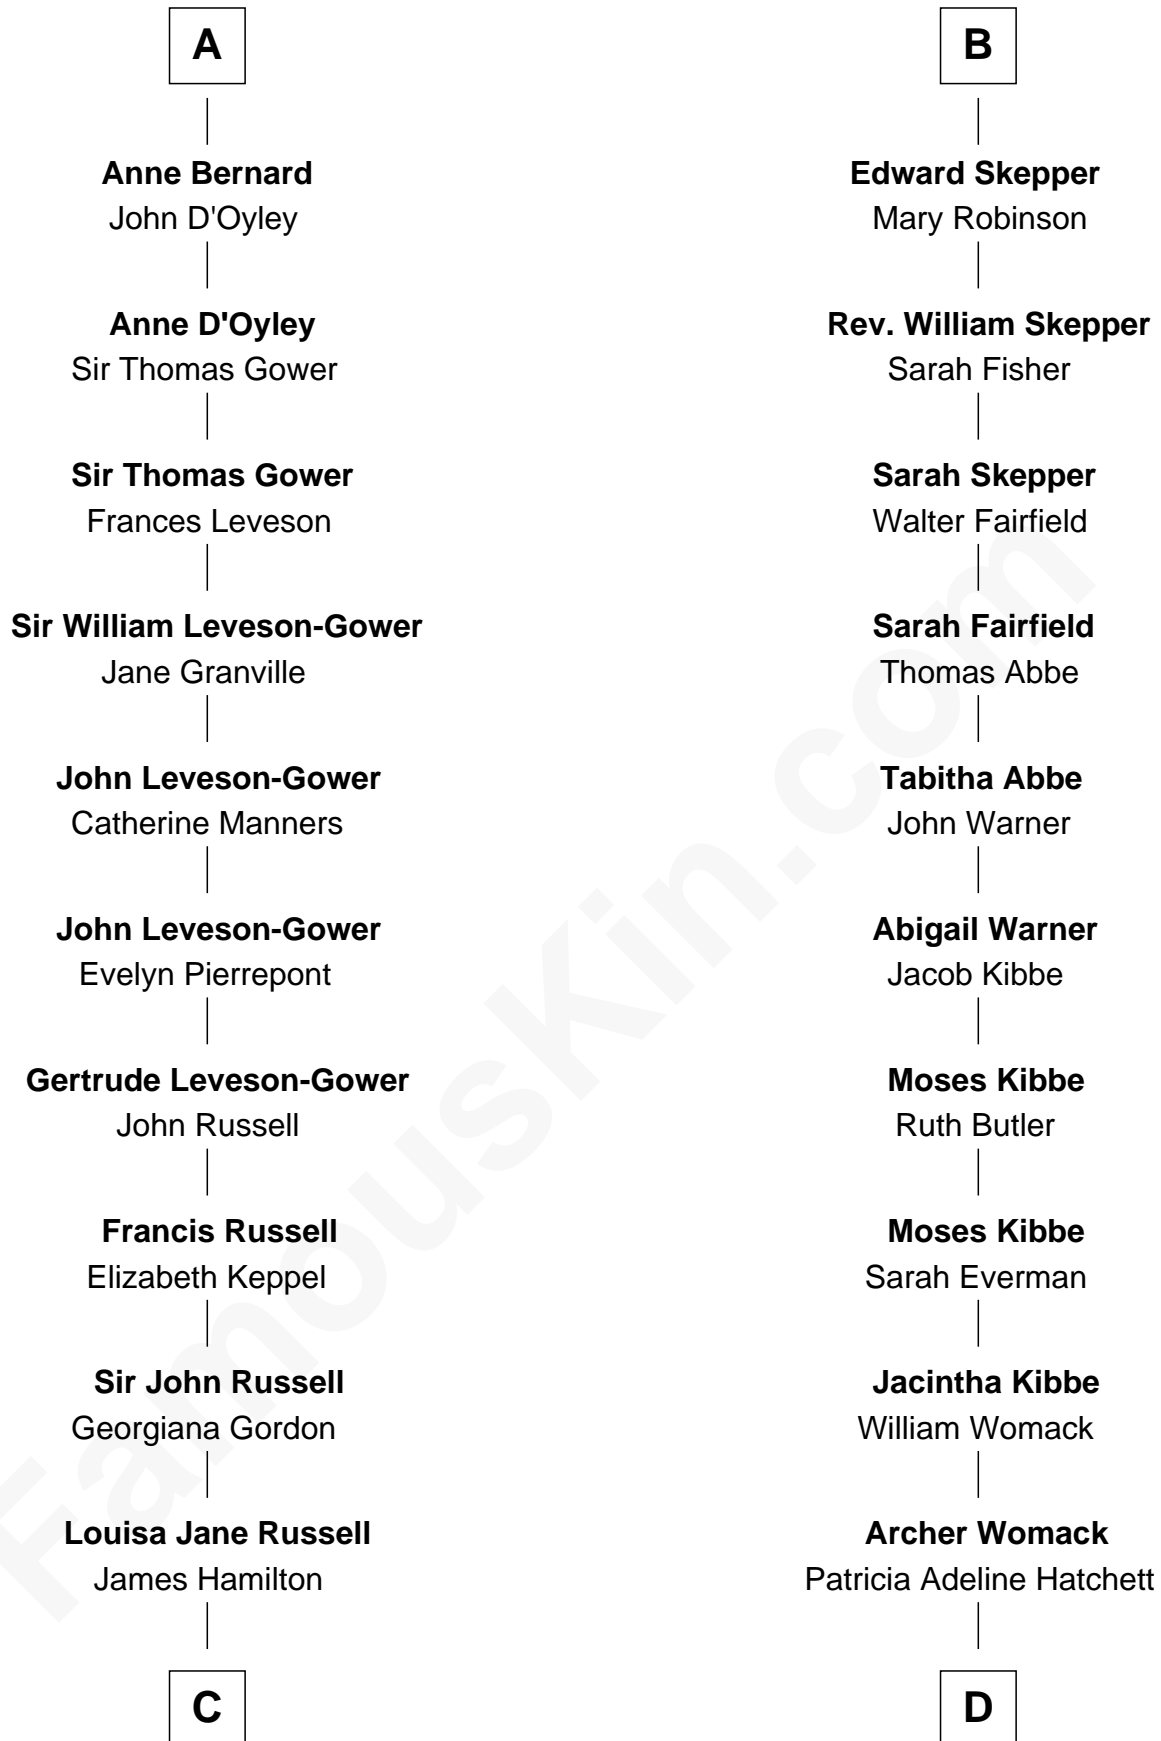 A
Anne Bernard
John D'Oyley
Anne D'Oyley
Sir Thomas Gower
Sir Thomas Gower
Frances Leveson
Sir William Leveson-Gower
Jane Granville
John Leveson-Gower
Catherine Manners
John Leveson-Gower
Evelyn Pierrepont
Gertrude Leveson-Gower
John Russell
Francis Russell
Elizabeth Keppel
Sir John Russell
Georgiana Gordon
Louisa Jane Russell
James Hamilton
C
B
Edward Skepper
Mary Robinson
Rev. William Skepper
Sarah Fisher
Sarah Skepper
Walter Fairfield
Sarah Fairfield
Thomas Abbe
Tabitha Abbe
John Warner
Abigail Warner
Jacob Kibbe
Moses Kibbe
Ruth Butler
Moses Kibbe
Sarah Everman
Jacintha Kibbe
William Womack
Archer Womack
Patricia Adeline Hatchett
D
FamousKin.com